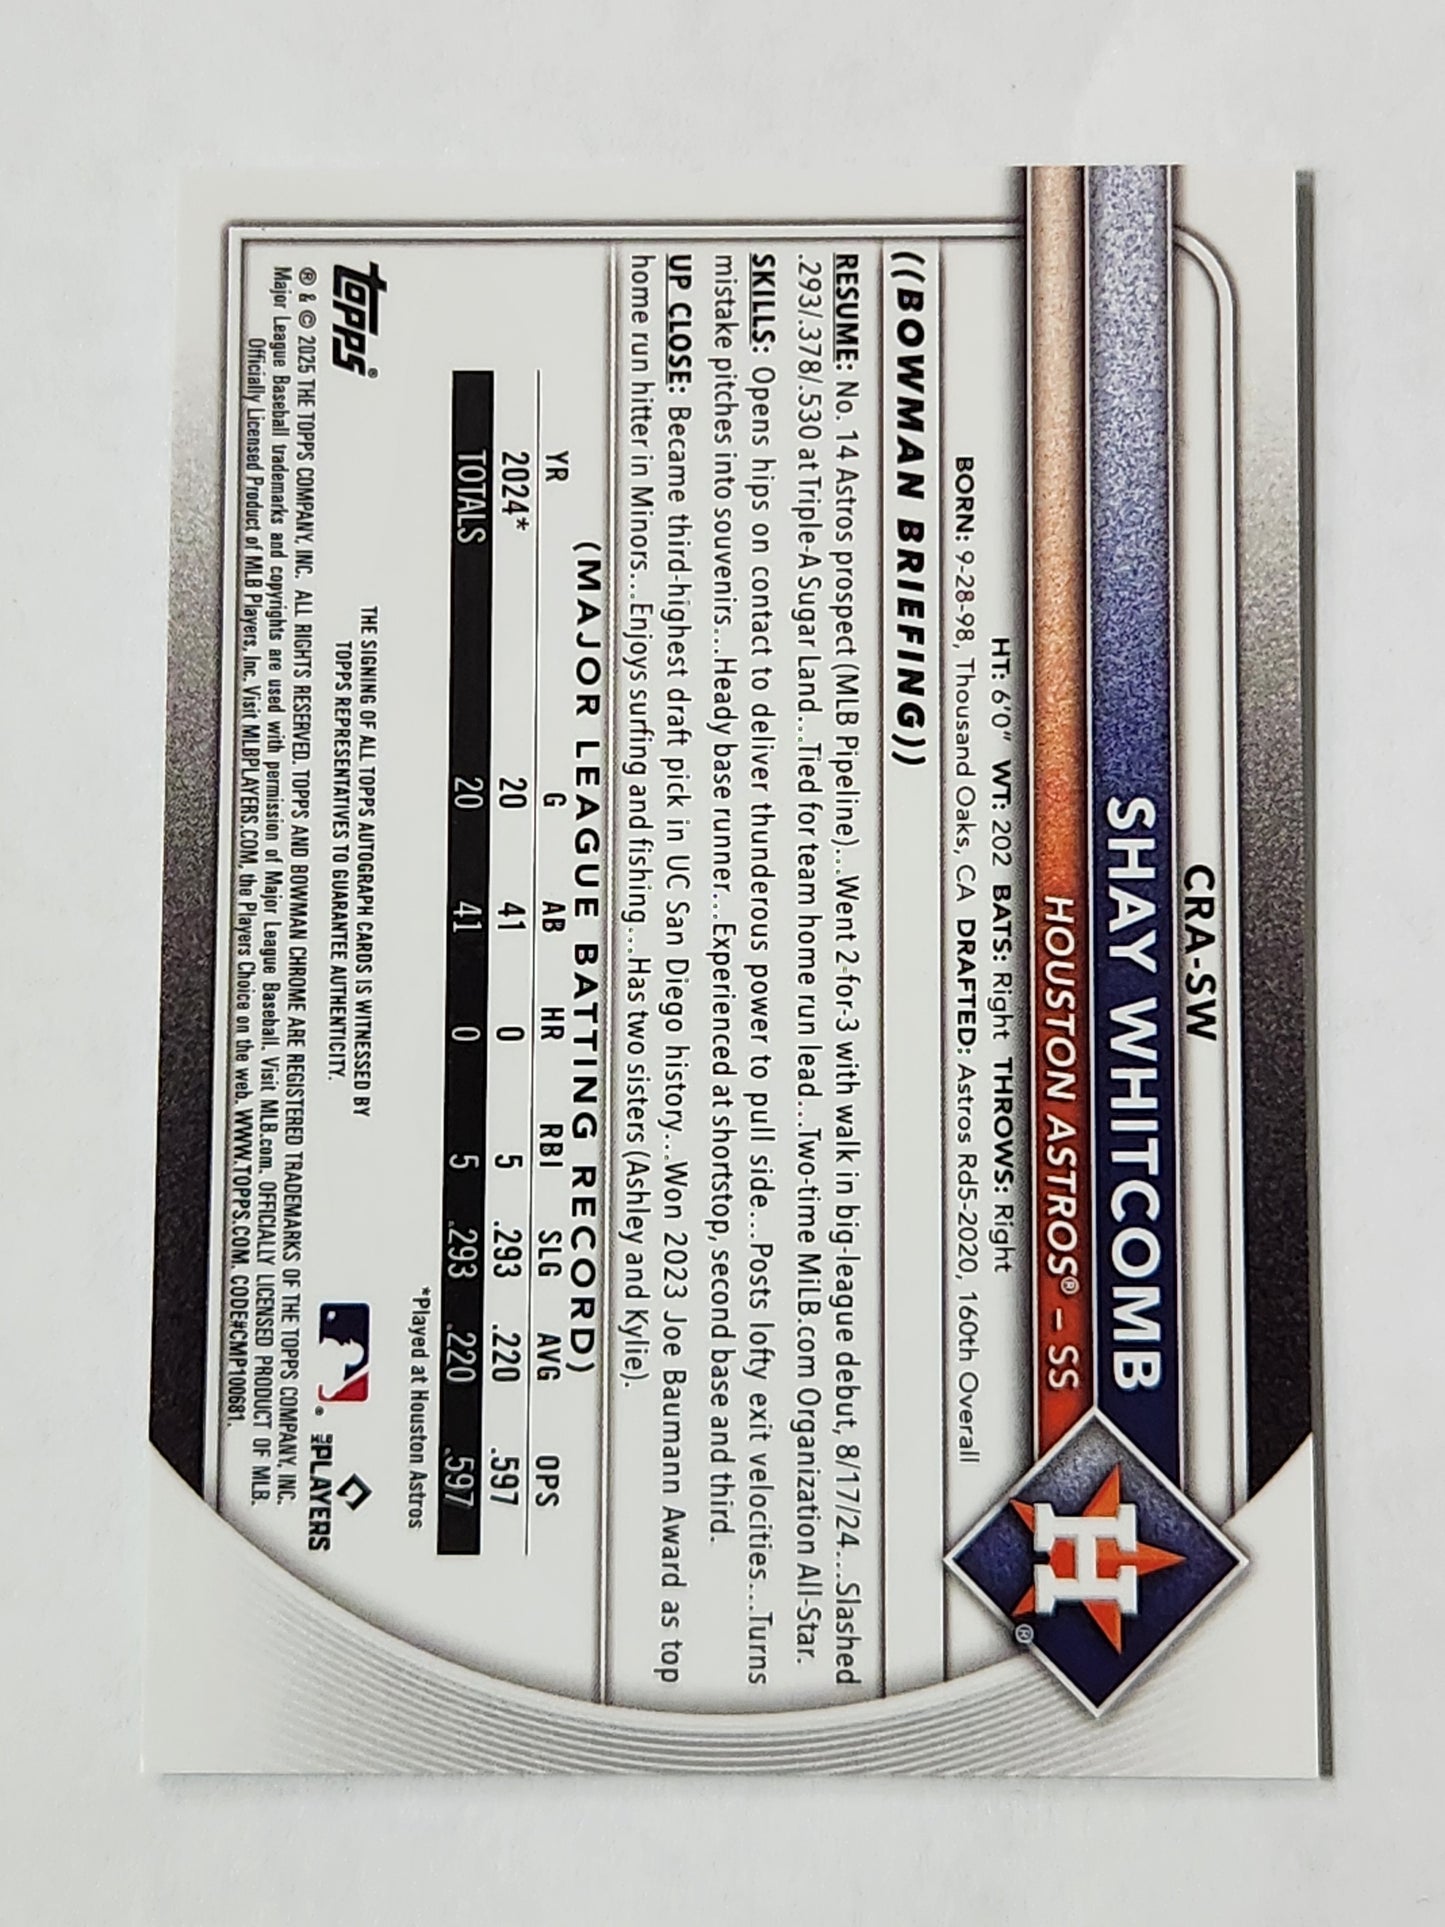 CRA-SW
SHAY WHITCOMB
HOUSTON ASTROS® – SS
HT: 6'0" WT: 202 BATS: Right THROWS: Right
BORN: 9-28-98, Thousand Oaks, CA DRAFTED: Astros Rd5-2020, 160th Overall
H®
((BOWMAN BRIEFING))
RESUME: No. 14 Astros prospect (MLB Pipeline)...Went 2-for-3 with walk in big-league debut, 8/17/24....Slashed
.293/.378/.530 at Triple-A Sugar Land...Tied for team home run lead...Two-time MiLB.com Organization All-Star.
SKILLS: Opens hips on contact to deliver thunderous power to pull side...Posts lofty exit velocities...Turns
mistake pitches into souvenirs...Heady base runner...Experienced at shortstop, second base and third.
UP CLOSE: Became third-highest draft pick in UC San Diego history...Won 2023 Joe Baumann Award as top
home run hitter in Minors...Enjoys surfing and fishing...Has two sisters (Ashley and Kylie).
(MAJOR LEAGUE BATTING RECORD)
YR G AB HR RBI SLG AVG OPS
2024* 20 41 0 5 .293 .220 .597
TOTALS 20 41 0 5 .293 .220 .597
*Played at Houston Astros
topps®
THE SIGNING OF ALL TOPPS AUTOGRAPH CARDS IS WITNESSED BY
TOPPS REPRESENTATIVES TO GUARANTEE AUTHENTICITY.
MLB PLAYERS
® & © 2025 THE TOPPS COMPANY, INC. ALL RIGHTS RESERVED. TOPPS AND BOWMAN CHROME ARE REGISTERED TRADEMARKS OF THE TOPPS COMPANY, INC.
Major League Baseball trademarks and copyrights are used with permission of Major League Baseball. Visit MLB.com. OFFICIALLY LICENSED PRODUCT OF MLB.
Officially Licensed Product of MLB Players, Inc. Visit MLBPLAYERS.COM, the Players Choice on the web. WWW.TOPPS.COM. CODE#CMP100681.